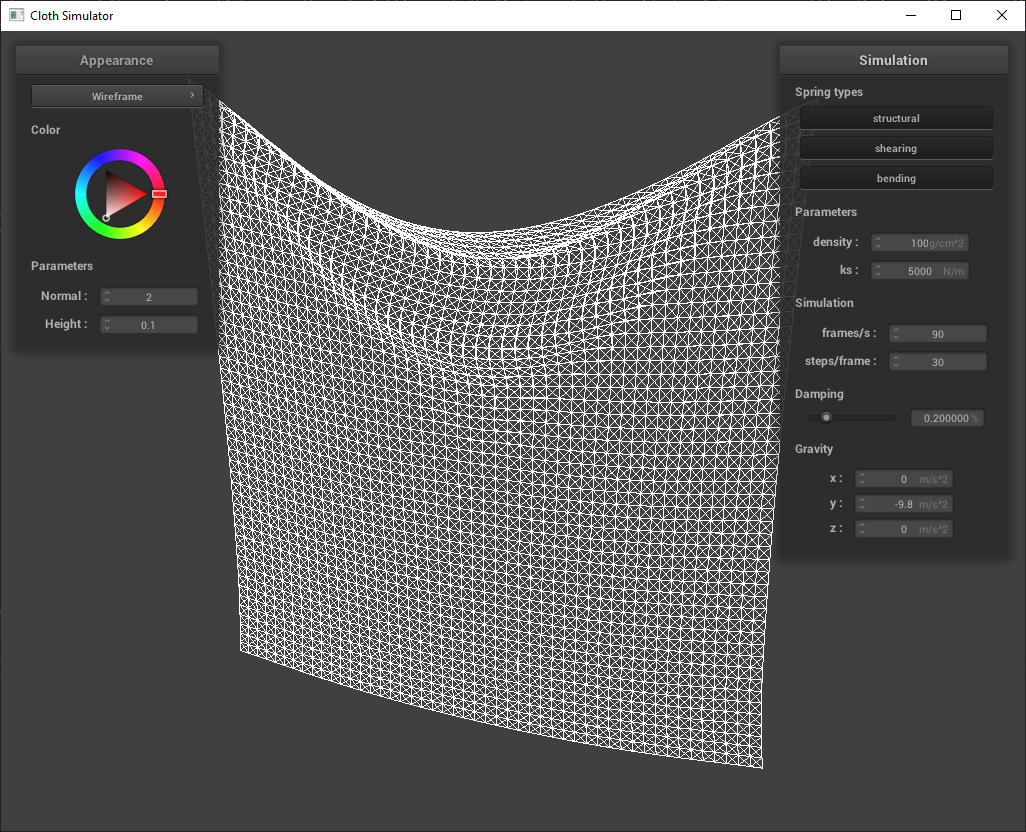 Cloth Simulator
Appearance
Wireframe
Color
Parameters
Normal : 2
Height : 0.1
Simulation
Spring types
structural
shearing
bending
Parameters
density : 100 g/cm^2
ks : 5000 N/m
Simulation
frames/s : 90
steps/frame : 30
Damping
0.200000 %
Gravity
x : 0 m/s^2
y : -9.8 m/s^2
z : 0 m/s^2